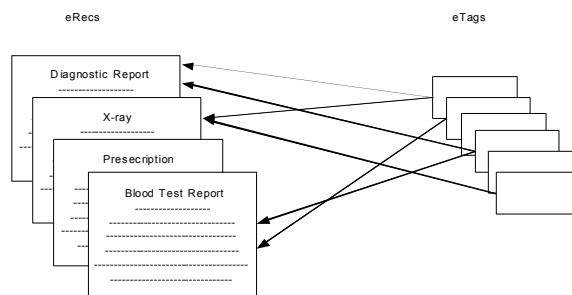 eRecs
eTags
Diagnostic Report
X-ray
Presecription
Blood Test Report